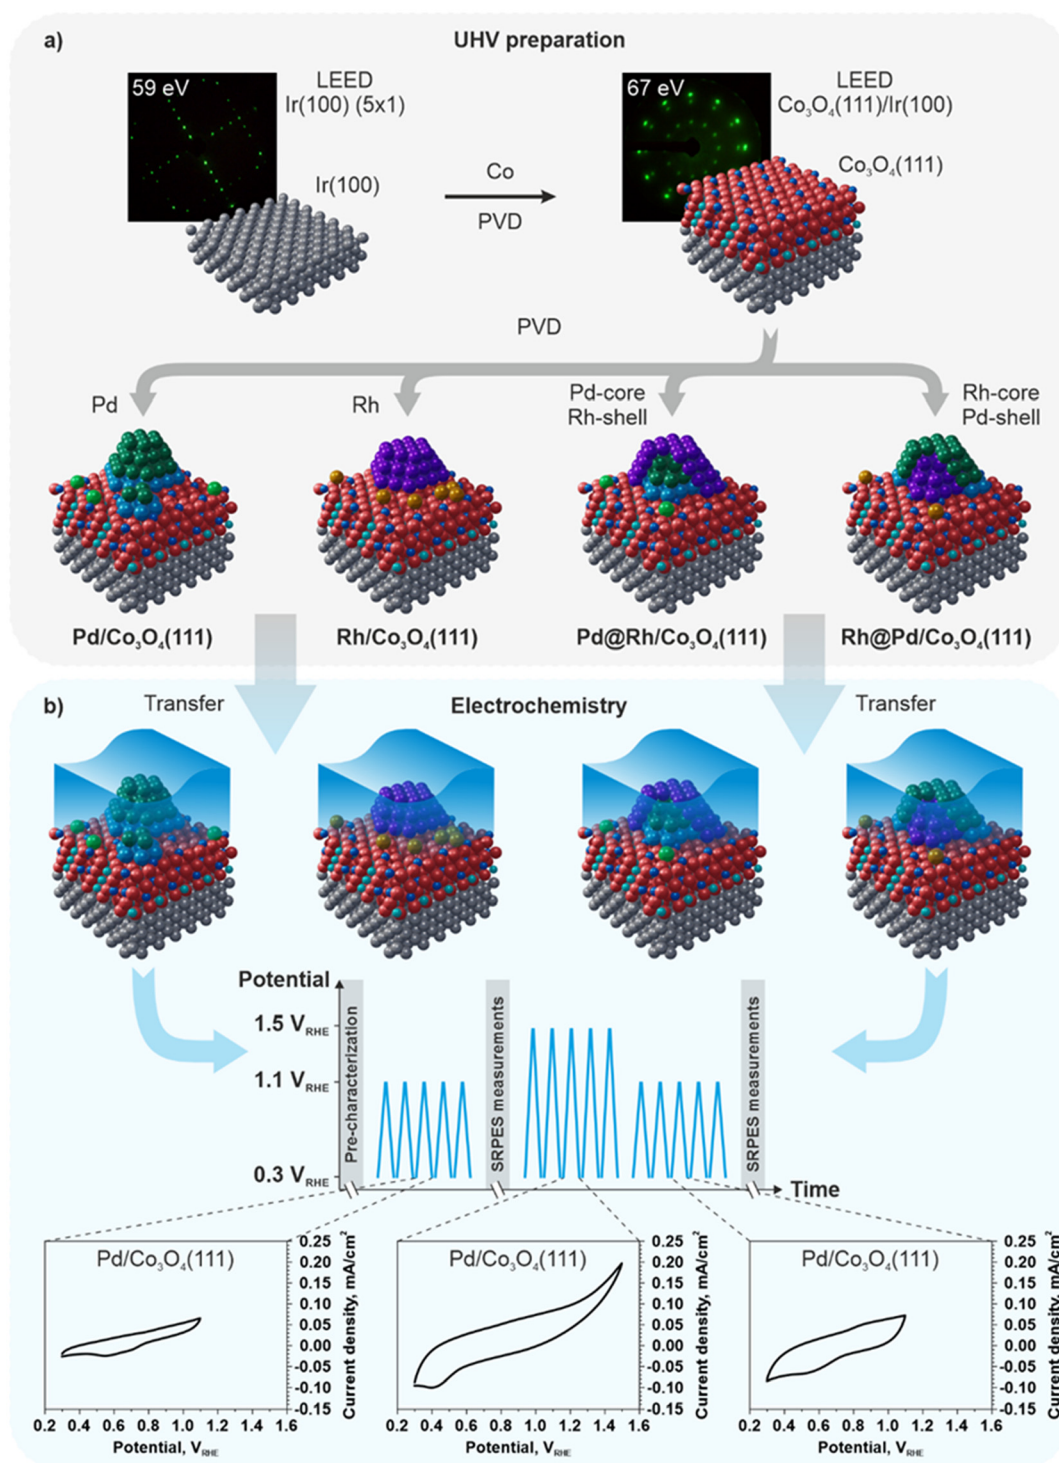 a)
UHV preparation
59 eV
LEED
Ir(100) (5x1)
Ir(100)
Co
PVD
67 eV
LEED
Co₃O₄(111)/Ir(100)
Co₃O₄(111)
PVD
Pd
Rh
Pd-core
Rh-shell
Rh-core
Pd-shell
Pd/Co₃O₄(111)
Rh/Co₃O₄(111)
Pd@Rh/Co₃O₄(111)
Rh@Pd/Co₃O₄(111)
b)
Transfer
Electrochemistry
Transfer
Potential
1.5 V_RHE
1.1 V_RHE
0.3 V_RHE
Pre-characterization
SRPES measurements
SRPES measurements
Time
Pd/Co₃O₄(111)
0.25
0.20
0.15
0.10
0.05
0.00
-0.05
-0.10
-0.15
Current density, mA/cm²
0.2 0.4 0.6 0.8 1.0 1.2 1.4 1.6
Potential, V_RHE
Pd/Co₃O₄(111)
0.25
0.20
0.15
0.10
0.05
0.00
-0.05
-0.10
-0.15
Current density, mA/cm²
0.2 0.4 0.6 0.8 1.0 1.2 1.4 1.6
Potential, V_RHE
Pd/Co₃O₄(111)
0.25
0.20
0.15
0.10
0.05
0.00
-0.05
-0.10
-0.15
Current density, mA/cm²
0.2 0.4 0.6 0.8 1.0 1.2 1.4 1.6
Potential, V_RHE